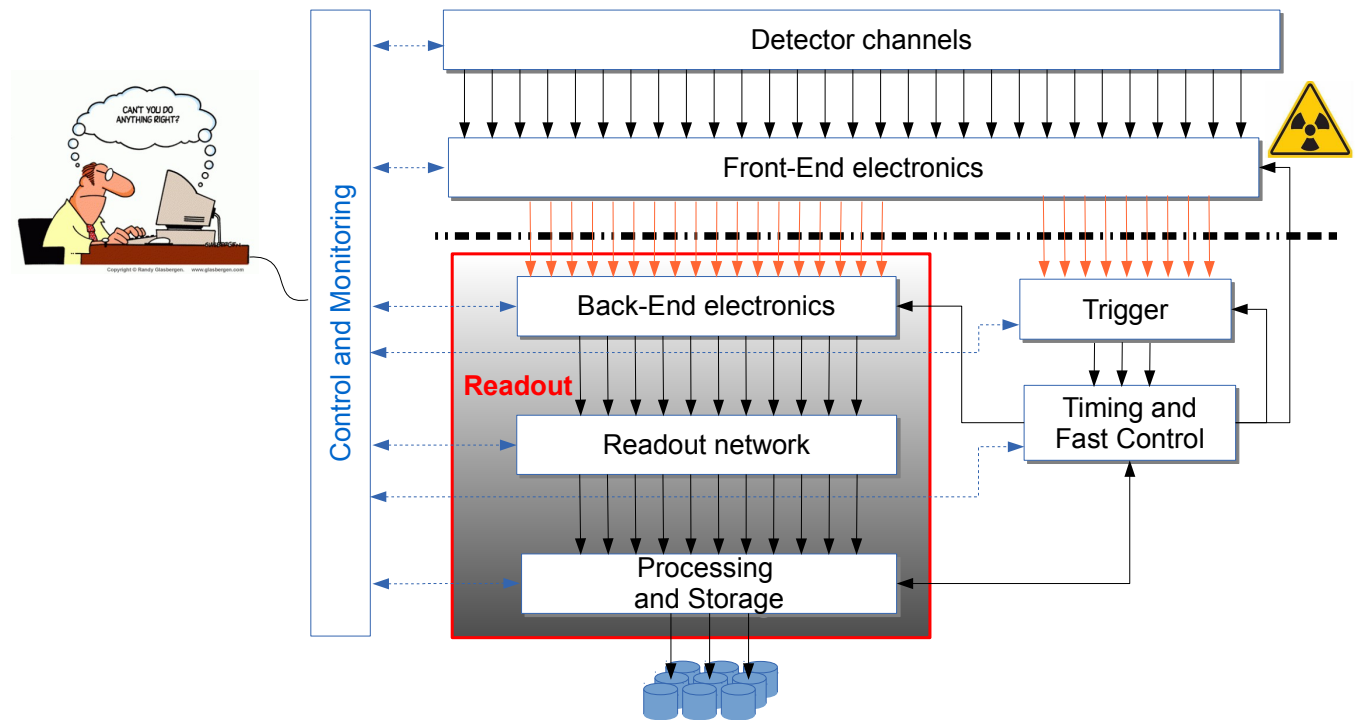 Detector channels
CAN'T YOU DO
ANYTHING RIGHT?
Front-End electronics
Control and Monitoring
Copyright © Randy Glasbergen. www.glasbergen.com
Back-End electronics
Trigger
Readout
Timing and
Fast Control
Readout network
Processing
and Storage